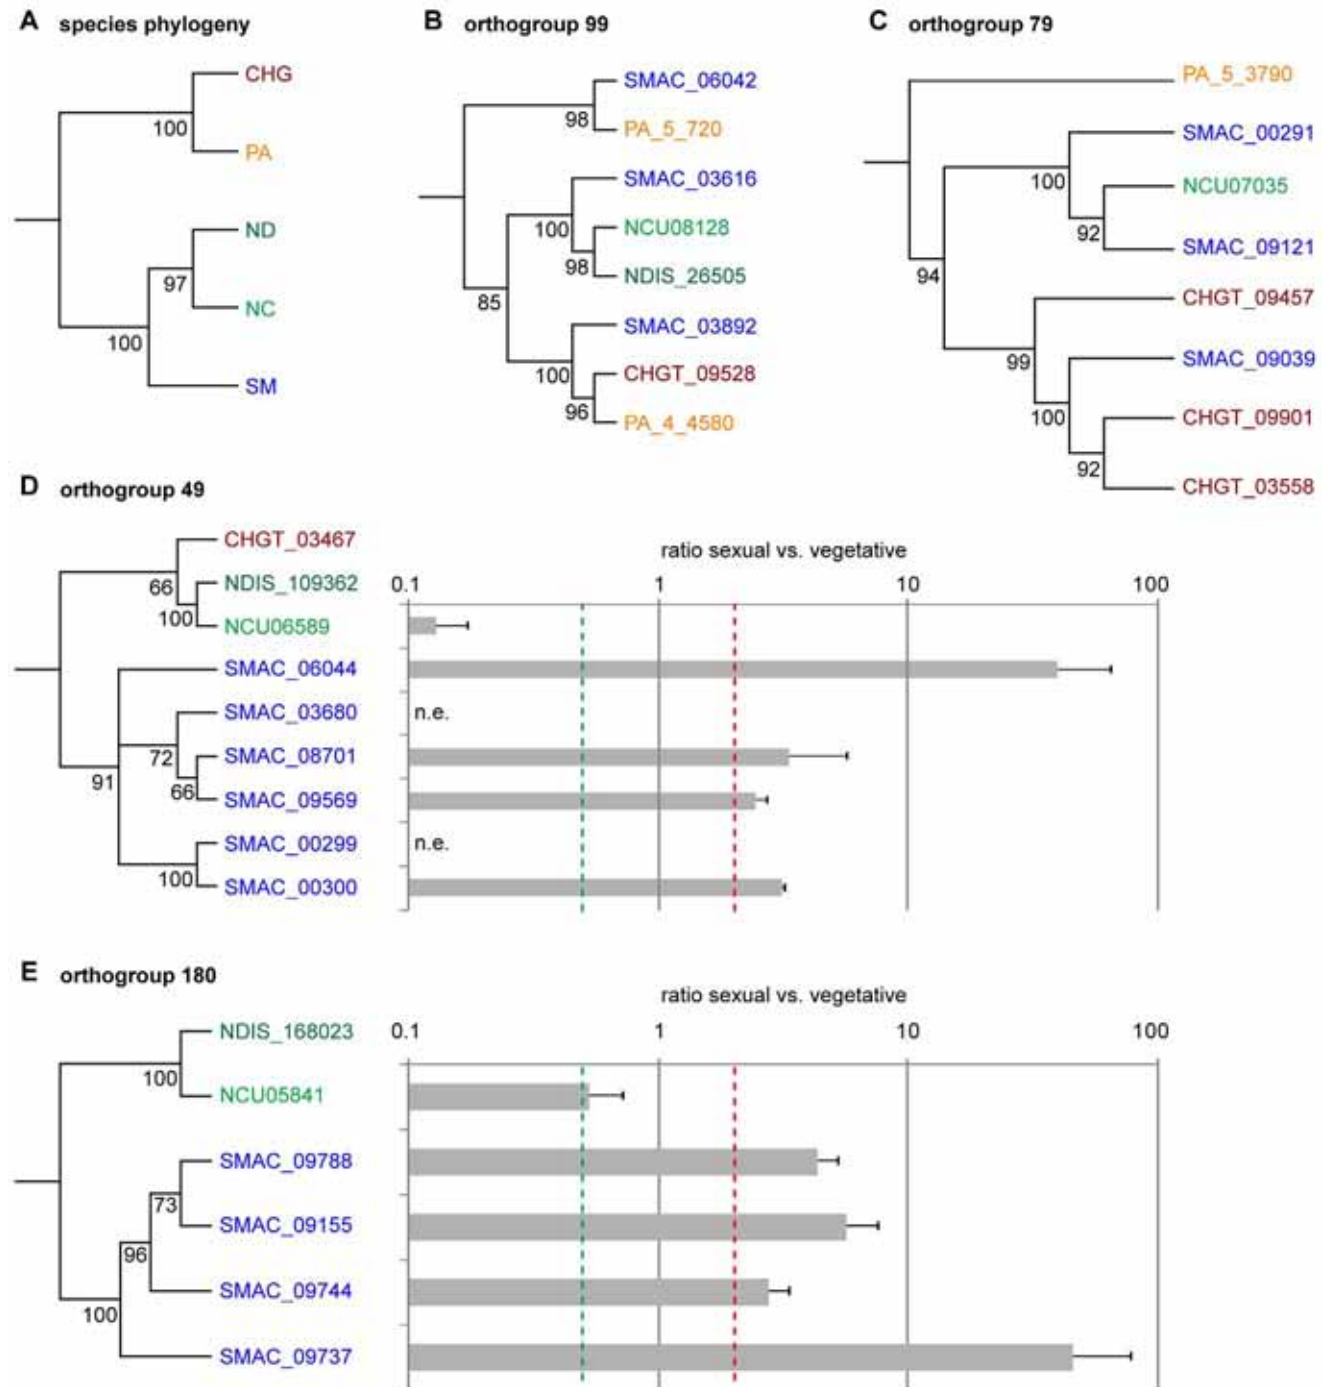 A species phylogeny
CHG
PA
100
ND
NC
97
SM
100
B orthogroup 99
SMAC_06042
PA_5_720
98
SMAC_03616
NCU08128
NDIS_26505
100
98
85
SMAC_03892
CHGT_09528
PA_4_4580
100
96
C orthogroup 79
PA_5_3790
SMAC_00291
NCU07035
SMAC_09121
100
92
94
CHGT_09457
SMAC_09039
CHGT_09901
CHGT_03558
99
100
92
D orthogroup 49
CHGT_03467
NDIS_109362
NCU06589
66
100
SMAC_06044
SMAC_03680
SMAC_08701
SMAC_09569
72
66
91
SMAC_00299
SMAC_00300
100
ratio sexual vs. vegetative
0.1 1 10 100
n.e.
n.e.
E orthogroup 180
NDIS_168023
NCU05841
100
SMAC_09788
SMAC_09155
73
SMAC_09744
96
SMAC_09737
100
ratio sexual vs. vegetative
0.1 1 10 100